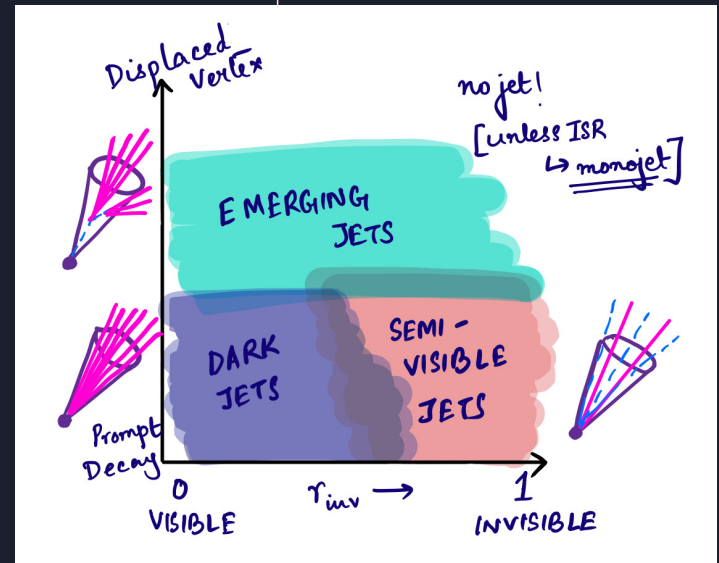 Displaced
Vertex
no jet!
[unless ISR
↳ monojet]
EMERGING
JETS
DARK
JETS
SEMI-
VISIBLE
JETS
Prompt
Decay
0
r_inv →
1
VISIBLE
INVISIBLE